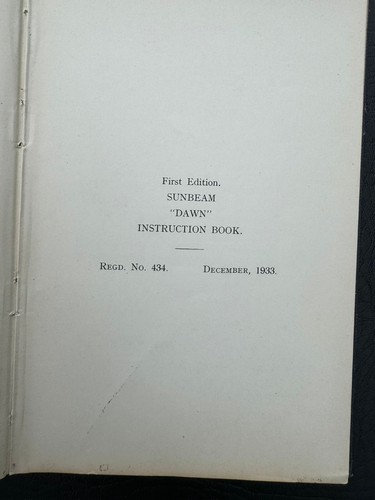 First Edition.
SUNBEAM
"DAWN"
INSTRUCTION BOOK.
REGD. NO. 434. DECEMBER, 1933.